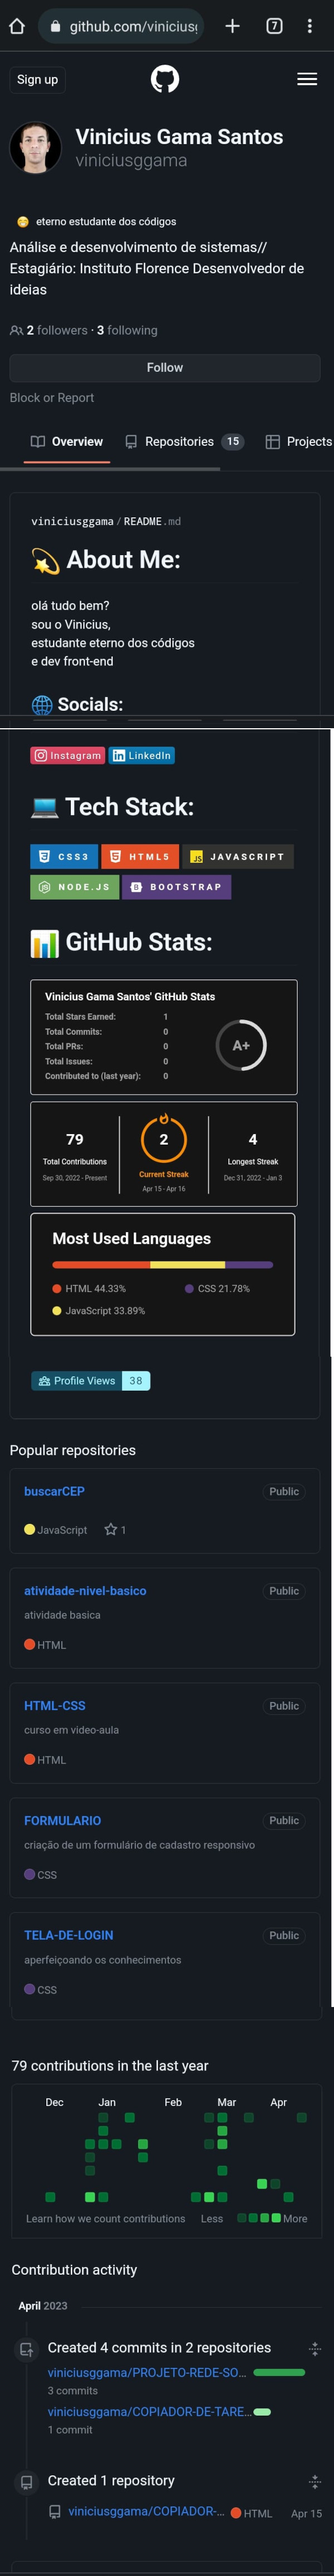 github.com/vinicius
7
Sign up
Vinicius Gama Santos
viniciusggama
eterno estudante dos códigos
Análise e desenvolvimento de sistemas//
Estagiário: Instituto Florence Desenvolvedor de
ideias
2 followers · 3 following
Follow
Block or Report
Overview Repositories 15 Projects
viniciusggama / README.md
💫 About Me:
olá tudo bem?
sou o Vinicius,
estudante eterno dos códigos
e dev front-end
🌐 Socials:
Instagram LinkedIn
💻 Tech Stack:
CSS3 HTML5 JS JAVASCRIPT
NODE.JS BOOTSTRAP
📊 GitHub Stats:
Vinicius Gama Santos' GitHub Stats
Total Stars Earned: 1
Total Commits: 0
Total PRs: 0
Total Issues: 0
Contributed to (last year): 0
A+
79 2 4
Total Contributions Current Streak Longest Streak
Sep 30, 2022 - Present Apr 15 - Apr 16 Dec 31, 2022 - Jan 3
Most Used Languages
HTML 44.33% CSS 21.78%
JavaScript 33.89%
Profile Views 38
Popular repositories
buscarCEP Public
JavaScript 1
atividade-nivel-basico Public
atividade basica
HTML
HTML-CSS Public
curso em video-aula
HTML
FORMULARIO Public
criação de um formulário de cadastro responsivo
CSS
TELA-DE-LOGIN Public
aperfeiçoando os conhecimentos
CSS
79 contributions in the last year
Dec Jan Feb Mar Apr
Learn how we count contributions Less More
Contribution activity
April 2023
Created 4 commits in 2 repositories
viniciusggama/PROJETO-REDE-SO...
3 commits
viniciusggama/COPIADOR-DE-TARE...
1 commit
Created 1 repository
viniciusggama/COPIADOR-... HTML Apr 15